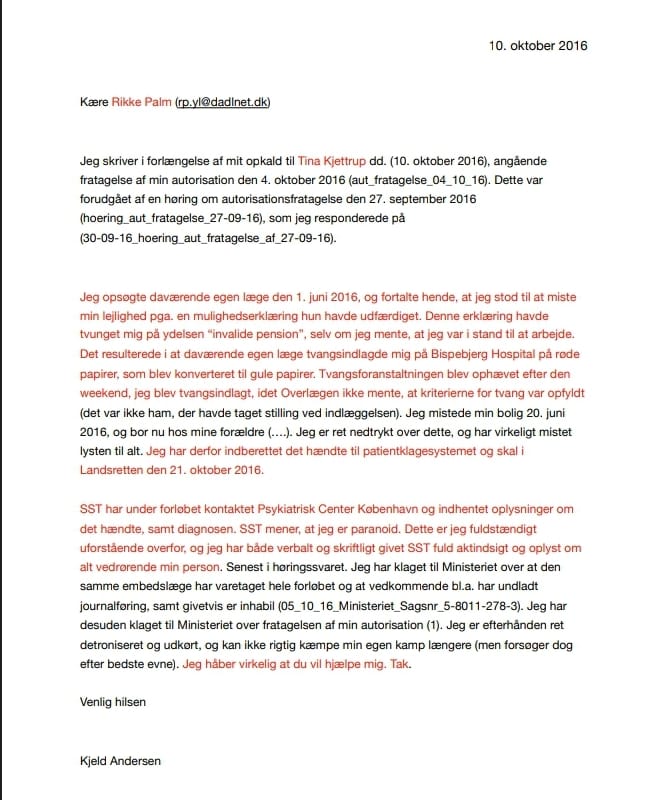 10. oktober 2016
Kære Rikke Palm (rp.yl@dadlnet.dk)
Jeg skriver i forlængelse af mit opkald til Tina Kjettrup dd. (10. oktober 2016), angående
fratagelse af min autorisation den 4. oktober 2016 (aut_fratagelse_04_10_16). Dette var
forudgået af en høring om autorisationsfratagelse den 27. september 2016
(hoering_aut_fratagelse_27-09-16), som jeg responderede på
(30-09-16_hoering_aut_fratagelse_af_27-09-16).
Jeg opsøgte daværende egen læge den 1. juni 2016, og fortalte hende, at jeg stod til at miste
min lejlighed pga. en mulighedserklæring hun havde udfærdiget. Denne erklæring havde
tvunget mig på ydelsen “invalide pension”, selv om jeg mente, at jeg var i stand til at arbejde.
Det resulterede i at daværende egen læge tvangsindlagde mig på Bispebjerg Hospital på røde
papirer, som blev konverteret til gule papirer. Tvangsforanstaltningen blev ophævet efter den
weekend, jeg blev tvangsindlagt, idet Overlægen ikke mente, at kriterierne for tvang var opfyldt
(det var ikke ham, der havde taget stilling ved indlæggelsen). Jeg mistede min bolig 20. juni
2016, og bor nu hos mine forældre (....). Jeg er ret nedtrykt over dette, og har virkeligt mistet
lysten til alt. Jeg har derfor indberettet det hændte til patientklagesystemet og skal i
Landsretten den 21. oktober 2016.
SST har under forløbet kontaktet Psykiatrisk Center København og indhentet oplysninger om
det hændte, samt diagnosen. SST mener, at jeg er paranoid. Dette er jeg fuldstændigt
uforstående overfor, og jeg har både verbalt og skriftligt givet SST fuld aktindsigt og oplyst om
alt vedrørende min person. Senest i høringssvaret. Jeg har klaget til Ministeriet over at den
samme embedslæge har varetaget hele forløbet og at vedkommende bl.a. har undladt
journalføring, samt givetvis er inhabil (05_10_16_Ministeriet_Sagsnr_5-8011-278-3). Jeg har
desuden klaget til Ministeriet over fratagelsen af min autorisation (1). Jeg er efterhånden ret
detroniseret og udkørt, og kan ikke rigtig kæmpe min egen kamp længere (men forsøger dog
efter bedste evne). Jeg håber virkelig at du vil hjælpe mig. Tak.
Venlig hilsen
Kjeld Andersen